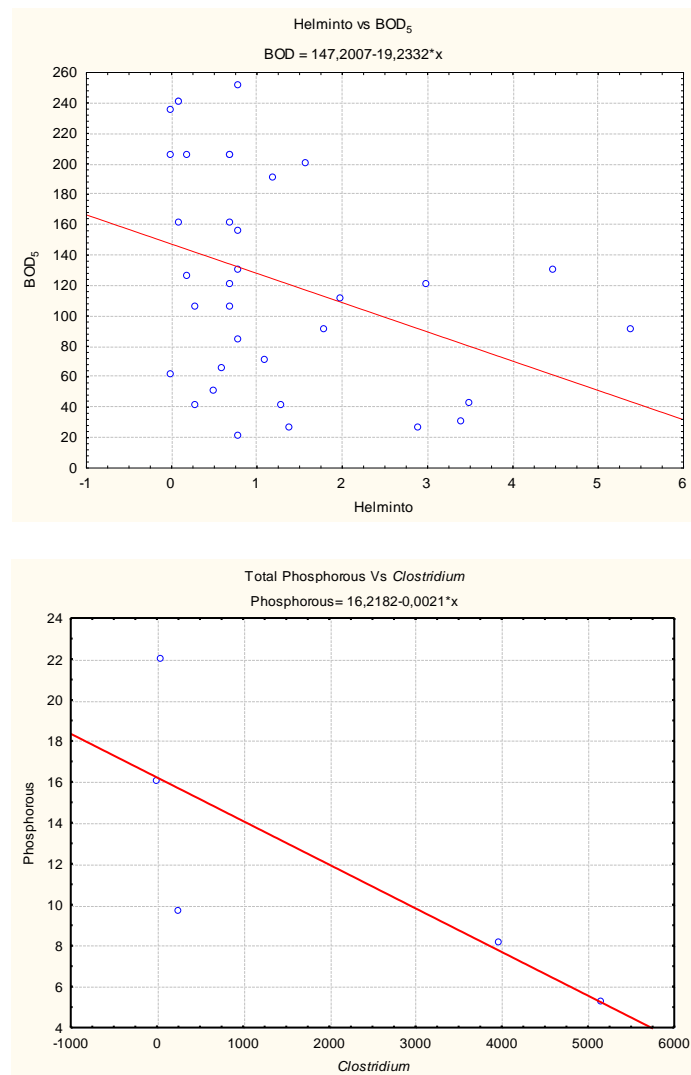 Helminto vs BOD5
BOD = 147,2007-19,2332*x
260
240
220
200
180
160
140
120
100
80
60
40
20
0
BOD5
-1 0 1 2 3 4 5 6
Helminto
Total Phosphorous Vs Clostridium
Phosphorous= 16,2182-0,0021*x
24
22
20
18
16
14
12
10
8
6
4
Phosphorous
-1000 0 1000 2000 3000 4000 5000 6000
Clostridium